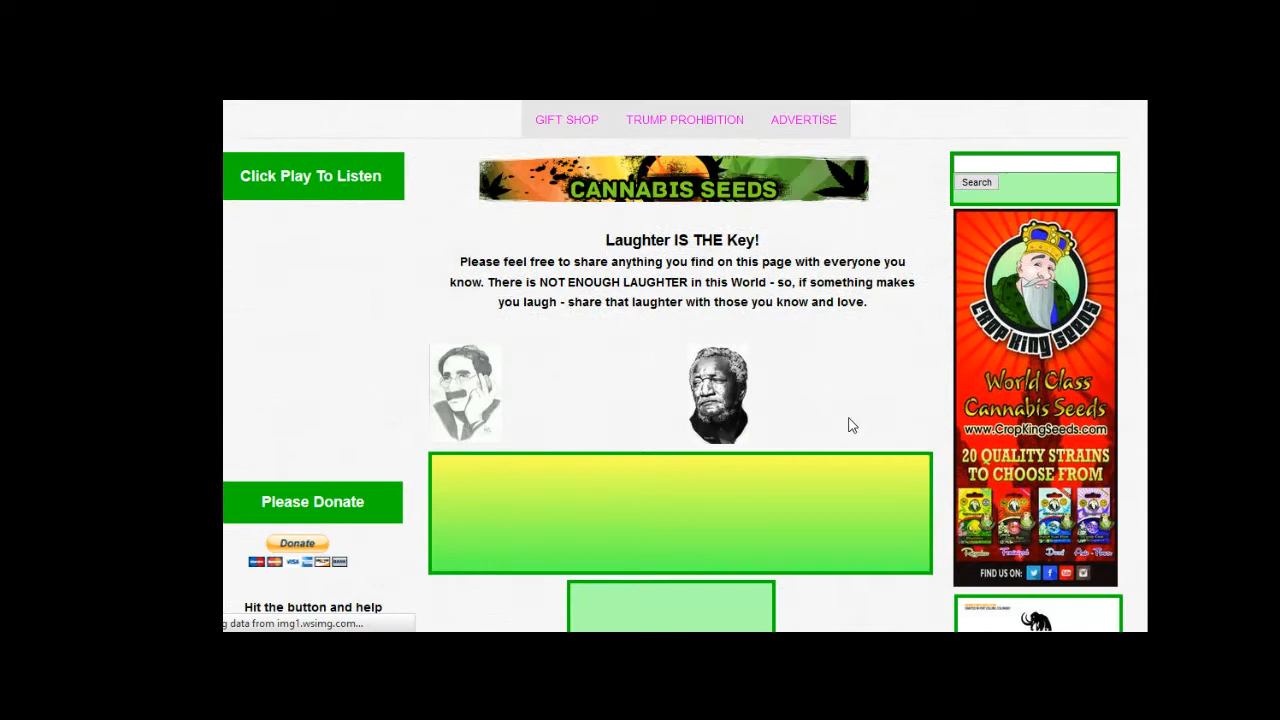 GIFT SHOP TRUMP PROHIBITION ADVERTISE
Click Play To Listen
CANNABIS SEEDS
Search
Laughter IS THE Key!
Please feel free to share anything you find on this page with everyone you
know. There is NOT ENOUGH LAUGHTER in this World - so, if something makes
you laugh - share that laughter with those you know and love.
CROP KING SEEDS
World Class
Cannabis Seeds
www.CropKingSeeds.com
20 QUALITY STRAINS
TO CHOOSE FROM
FIND US ON:
Please Donate
Donate
VISA
Hit the button and help
g data from img1.wsimg.com...